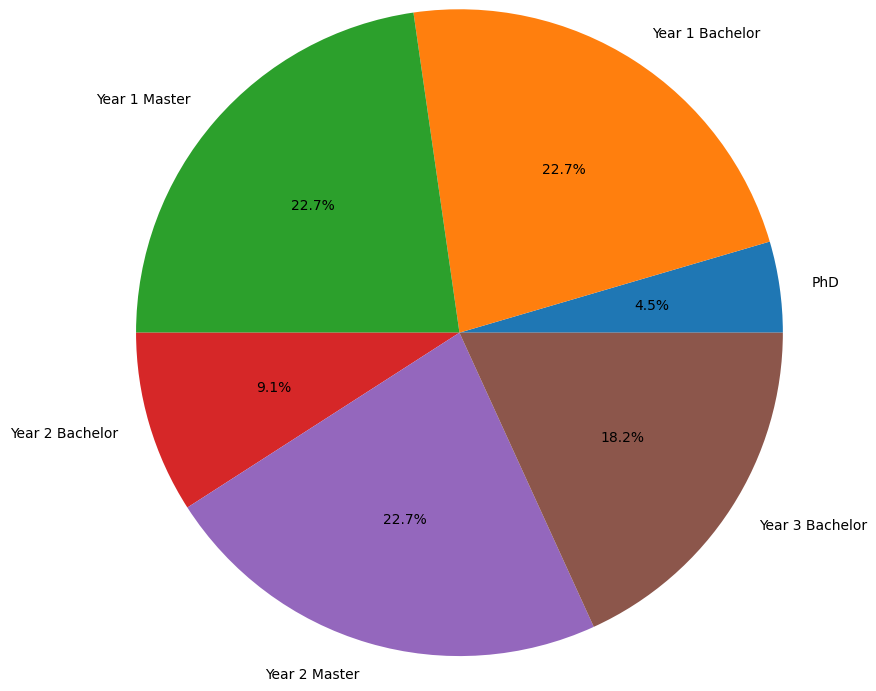 Year 1 Bachelor
Year 1 Master
22.7%
22.7%
PhD
4.5%
9.1%
Year 2 Bachelor
18.2%
22.7%
Year 3 Bachelor
Year 2 Master